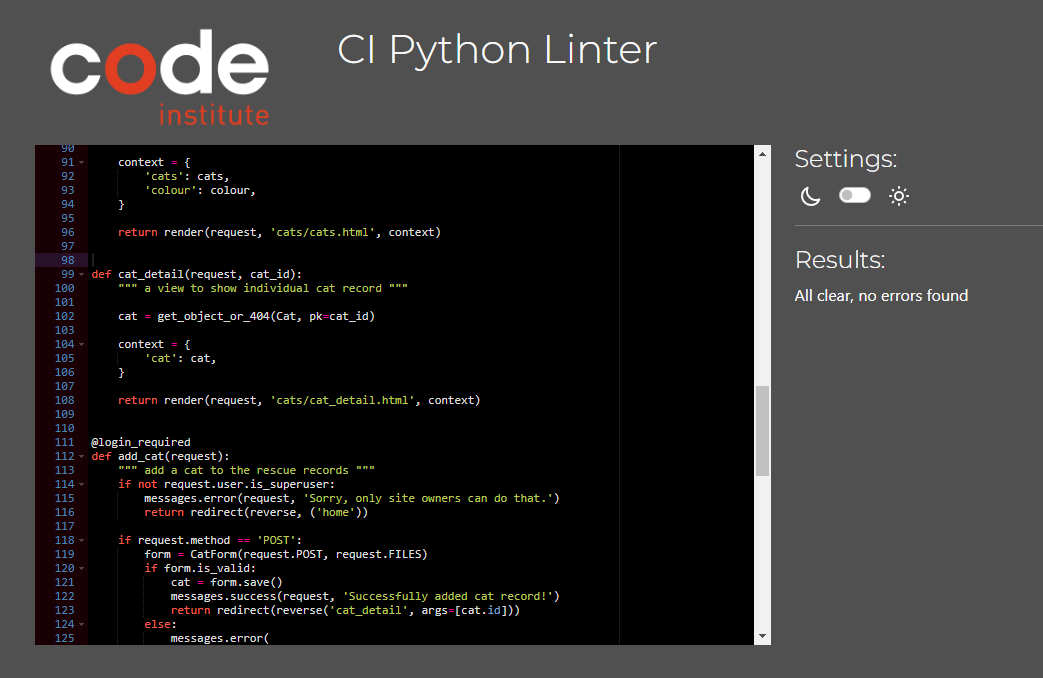 code
institute
CI Python Linter
90
91 context = {
92 'cats': cats,
93 'colour': colour,
94 }
95
96 return render(request, 'cats/cats.html', context)
97
98
99 def cat_detail(request, cat_id):
100 """ a view to show individual cat record """
101
102 cat = get_object_or_404(Cat, pk=cat_id)
103
104 context = {
105 'cat': cat,
106 }
107
108 return render(request, 'cats/cat_detail.html', context)
109
110
111 @login_required
112 def add_cat(request):
113 """ add a cat to the rescue records """
114 if not request.user.is_superuser:
115 messages.error(request, 'Sorry, only site owners can do that.')
116 return redirect(reverse, ('home'))
117
118 if request.method == 'POST':
119 form = CatForm(request.POST, request.FILES)
120 if form.is_valid:
121 cat = form.save()
122 messages.success(request, 'Successfully added cat record!')
123 return redirect(reverse('cat_detail', args=[cat.id]))
124 else:
125 messages.error(
Settings:
Results:
All clear, no errors found